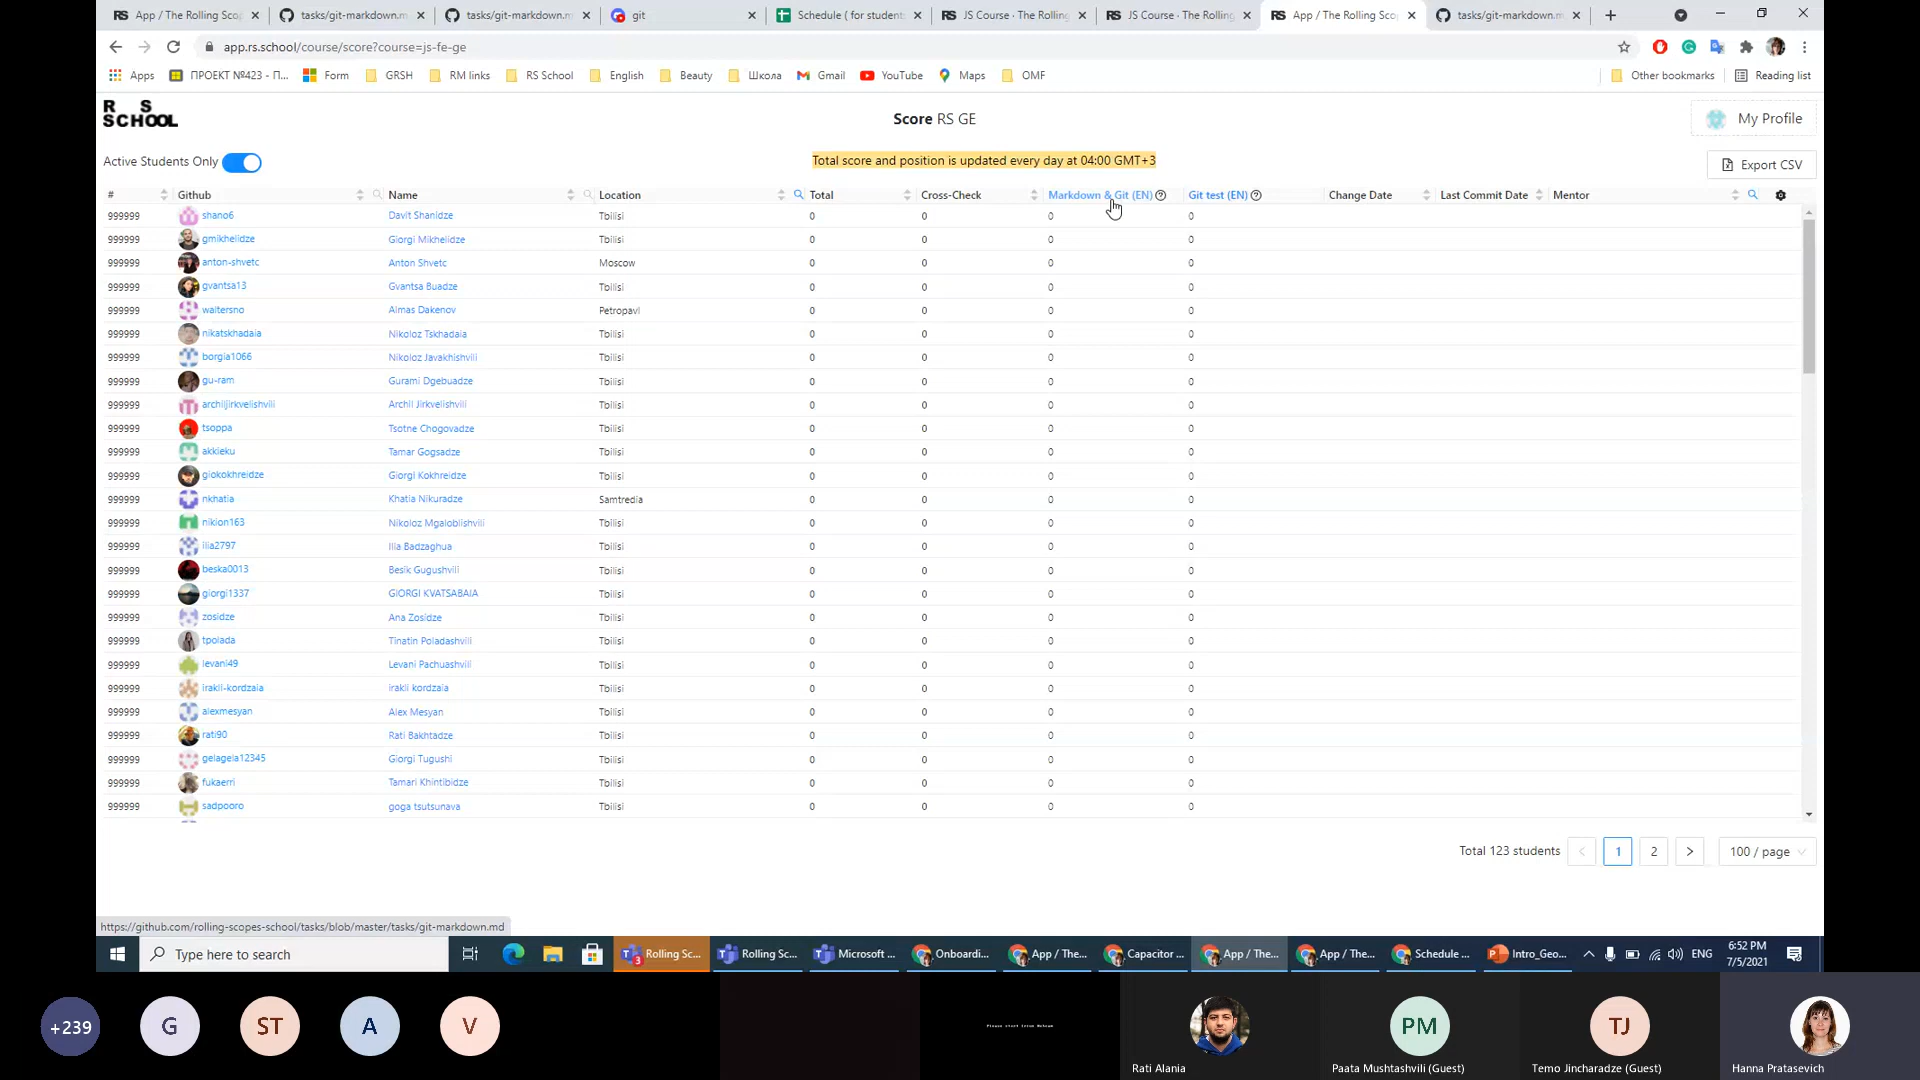 App / The Rolling Sco
tasks/git-markdown.m
tasks/git-markdown.m
git
Schedule ( for student
JS Course · The Rolling
JS Course · The Rolling
App / The Rolling Sco
tasks/git-markdown.m
app.rs.school/course/score?course=js-fe-ge
Apps
ПРОЕКТ №423 - П...
Form
GRSH
RM links
RS School
English
Beauty
Школа
Gmail
YouTube
Maps
OMF
Other bookmarks
Reading list
R S
SCHOOL
Score RS GE
My Profile
Active Students Only
Total score and position is updated every day at 04:00 GMT+3
Export CSV
# Github Name Location Total Cross-Check Markdown & Git (EN) Git test (EN) Change Date Last Commit Date Mentor
999999 shano6 Davit Shanidze Tbilisi 0 0 0 0
999999 gmikhelidze Giorgi Mikhelidze Tbilisi 0 0 0 0
999999 anton-shvetc Anton Shvetc Moscow 0 0 0 0
999999 gvantsa13 Gvantsa Buadze Tbilisi 0 0 0 0
999999 waltersno Almas Dakenov Petropavl 0 0 0 0
999999 nikatskhadaia Nikoloz Tskhadaia Tbilisi 0 0 0 0
999999 borgia1066 Nikoloz Javakhishvili Tbilisi 0 0 0 0
999999 gu-ram Gurami Dgebuadze Tbilisi 0 0 0 0
999999 archiljirkvelishvili Archil Jirkvelishvili Tbilisi 0 0 0 0
999999 tsoppa Tsotne Chogovadze Tbilisi 0 0 0 0
999999 akkieku Tamar Gogsadze Tbilisi 0 0 0 0
999999 giokokhreidze Giorgi Kokhreidze Tbilisi 0 0 0 0
999999 nkhatia Khatia Nikuradze Samtredia 0 0 0 0
999999 nikion163 Nikoloz Mgaloblishvili Tbilisi 0 0 0 0
999999 ilia2797 Ilia Badzaghua Tbilisi 0 0 0 0
999999 beska0013 Besik Gugushvili Tbilisi 0 0 0 0
999999 giorgi1337 GIORGI KVATSABAIA Tbilisi 0 0 0 0
999999 zosidze Ana Zosidze Tbilisi 0 0 0 0
999999 tpolada Tinatin Poladashvili Tbilisi 0 0 0 0
999999 levani49 Levani Pachuashvili Tbilisi 0 0 0 0
999999 irakli-kordzaia irakli kordzaia Tbilisi 0 0 0 0
999999 alexmesyan Alex Mesyan Tbilisi 0 0 0 0
999999 rati90 Rati Bakhtadze Tbilisi 0 0 0 0
999999 gelagela12345 Giorgi Tugushi Tbilisi 0 0 0 0
999999 fukaerri Tamari Khintibidze Tbilisi 0 0 0 0
999999 sadpooro goga tsutsunava Tbilisi 0 0 0 0
Total 123 students
1
2
100 / page
https://github.com/rolling-scopes-school/tasks/blob/master/tasks/git-markdown.md
Type here to search
3
Rolling Sc...
Rolling Sc...
Microsoft ...
Onboardi...
App / The...
Capacitor ...
App / The...
App / The...
Schedule ...
Intro_Geo...
ENG
6:52 PM
7/5/2021
+239
G
ST
A
V
Please start from Webcam
Rati Alania
PM
Paata Mushtashvili (Guest)
TJ
Temo Jincharadze (Guest)
Hanna Pratasevich